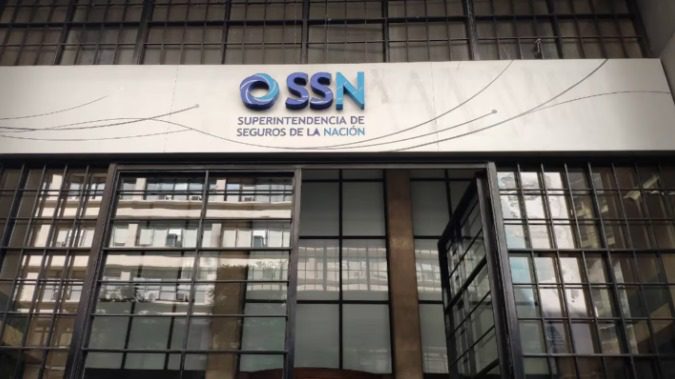 SSN
SUPERINTENDENCIA DE
SEGUROS DE LA NACIÓN